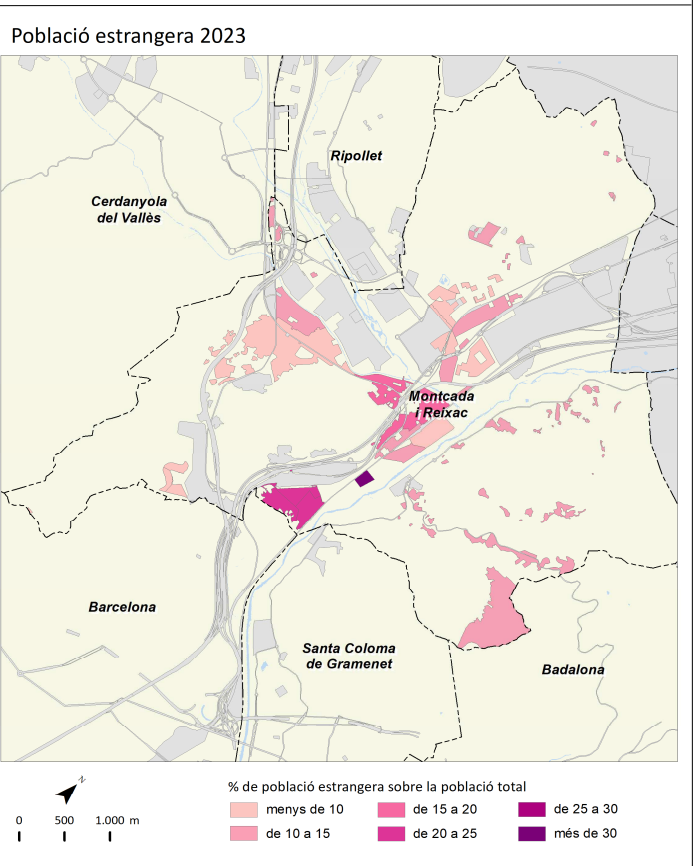 Població estrangera 2023
Ripollet
Cerdanyola
del Vallès
Montcada
i Reixac
Barcelona
Santa Coloma
de Gramenet
Badalona
N
0 500 1.000 m
% de població estrangera sobre la població total
menys de 10
de 15 a 20
de 25 a 30
de 10 a 15
de 20 a 25
més de 30